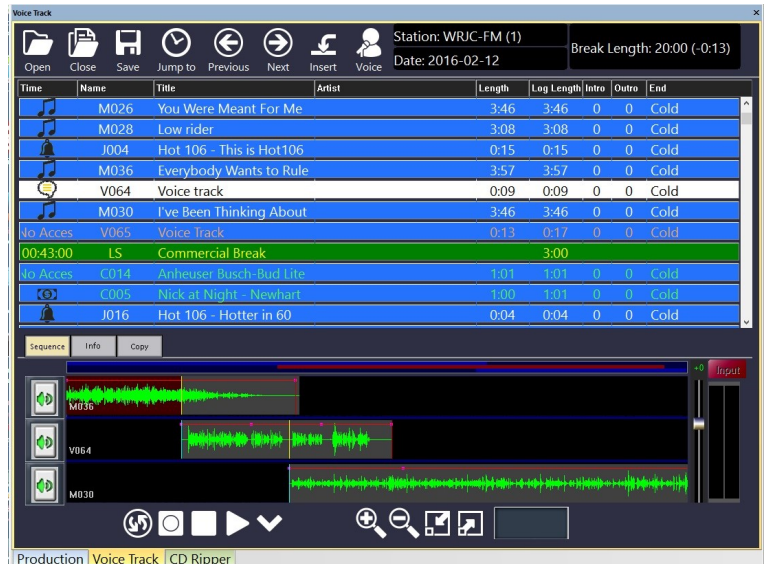 Voice Track
Open Close Save Jump to Previous Next Insert Voice
Station: WRJC-FM (1)
Date: 2016-02-12
Break Length: 20:00 (-0:13)
Time Name Title Artist Length Log Length Intro Outro End
M026 You Were Meant For Me 3:46 3:46 0 0 Cold
M028 Low rider 3:08 3:08 0 0 Cold
J004 Hot 106 - This is Hot106 0:15 0:15 0 0 Cold
M036 Everybody Wants to Rule 3:57 3:57 0 0 Cold
V064 Voice track 0:09 0:09 0 0 Cold
M030 I've Been Thinking About 3:46 3:46 0 0 Cold
No Acces V065 Voice Track 0:13 0:17 0 0 Cold
00:43:00 LS Commercial Break 3:00
No Acces C014 Anheuser Busch-Bud Lite 1:01 1:01 0 0 Cold
C005 Nick at Night - Newhart 1:00 1:01 0 0 Cold
J016 Hot 106 - Hotter in 60 0:04 0:04 0 0 Cold
Sequence Info Copy
+0 Input
M036
V064
M030
Production Voice Track CD Ripper